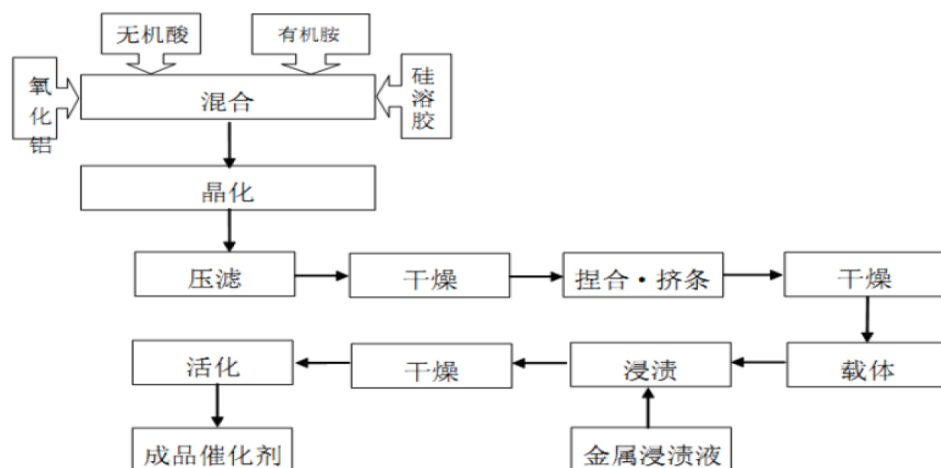 无机酸
有机胺
氧化铝
混合
硅溶胶
晶化
压滤
干燥
捏合·挤条
干燥
活化
干燥
浸渍
载体
成品催化剂
金属浸渍液